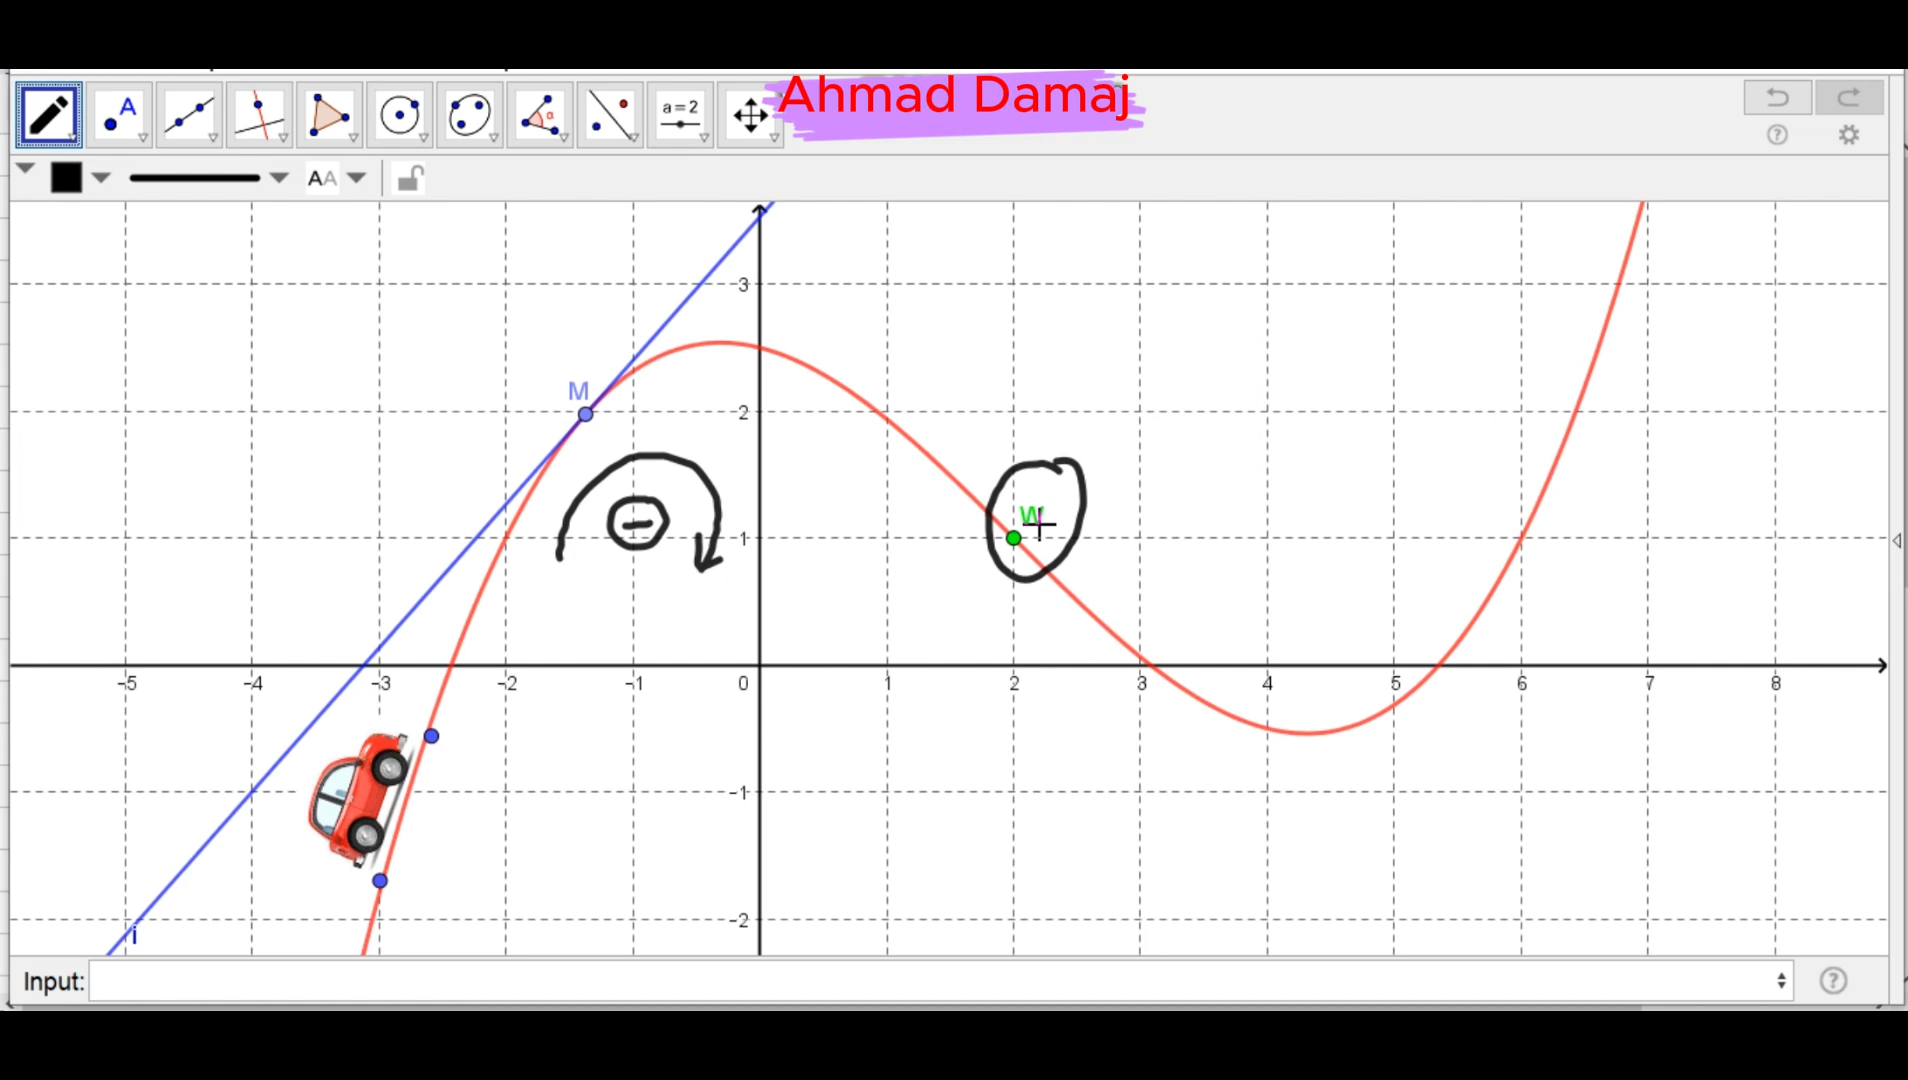 Ahmad Damaj
A
α
a = 2
AA
3
M
2
W
1
-5 -4 -3 -2 -1 0 1 2 3 4 5 6 7 8
-1
-2
i
Input: